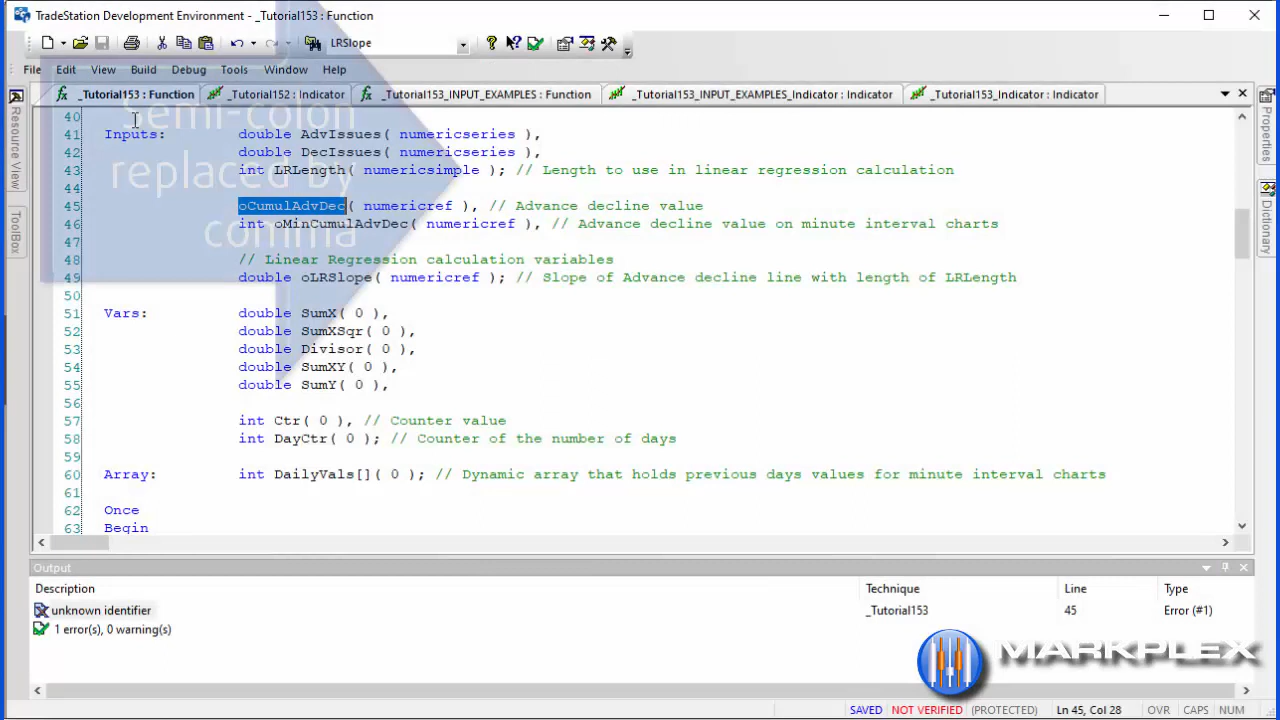 TradeStation Development Environment - _Tutorial153 : Function
LRSlope
File Edit View Build Debug Tools Window Help
_Tutorial153 : Function _Tutorial152 : Indicator _Tutorial153_INPUT_EXAMPLES : Function _Tutorial153_INPUT_EXAMPLES_Indicator : Indicator _Tutorial153 : Indicator
Resource View
ToolBox
Properties
Dictionary
Semi-colon
replaced by
comma
40
41 Inputs: double AdvIssues( numericseries ),
42 double DecIssues( numericseries ),
43 int LRLength( numericsimple ); // Length to use in linear regression calculation
44
45 oCumulAdvDec( numericref ), // Advance decline value
46 int oMinCumulAdvDec( numericref ), // Advance decline value on minute interval charts
47
48 // Linear Regression calculation variables
49 double oLRSlope( numericref ); // Slope of Advance decline line with length of LRLength
50
51 Vars: double SumX( 0 ),
52 double SumXSqr( 0 ),
53 double Divisor( 0 ),
54 double SumXY( 0 ),
55 double SumY( 0 ),
56
57 int Ctr( 0 ), // Counter value
58 int DayCtr( 0 ); // Counter of the number of days
59
60 Array: int DailyVals[]( 0 ); // Dynamic array that holds previous days values for minute interval charts
61
62 Once
63 Begin
Output
Description Technique Line Type
unknown identifier _Tutorial153 45 Error (#1)
1 error(s), 0 warning(s)
MARKPLEX
SAVED NOT VERIFIED (PROTECTED) Ln 45, Col 28 OVR CAPS NUM